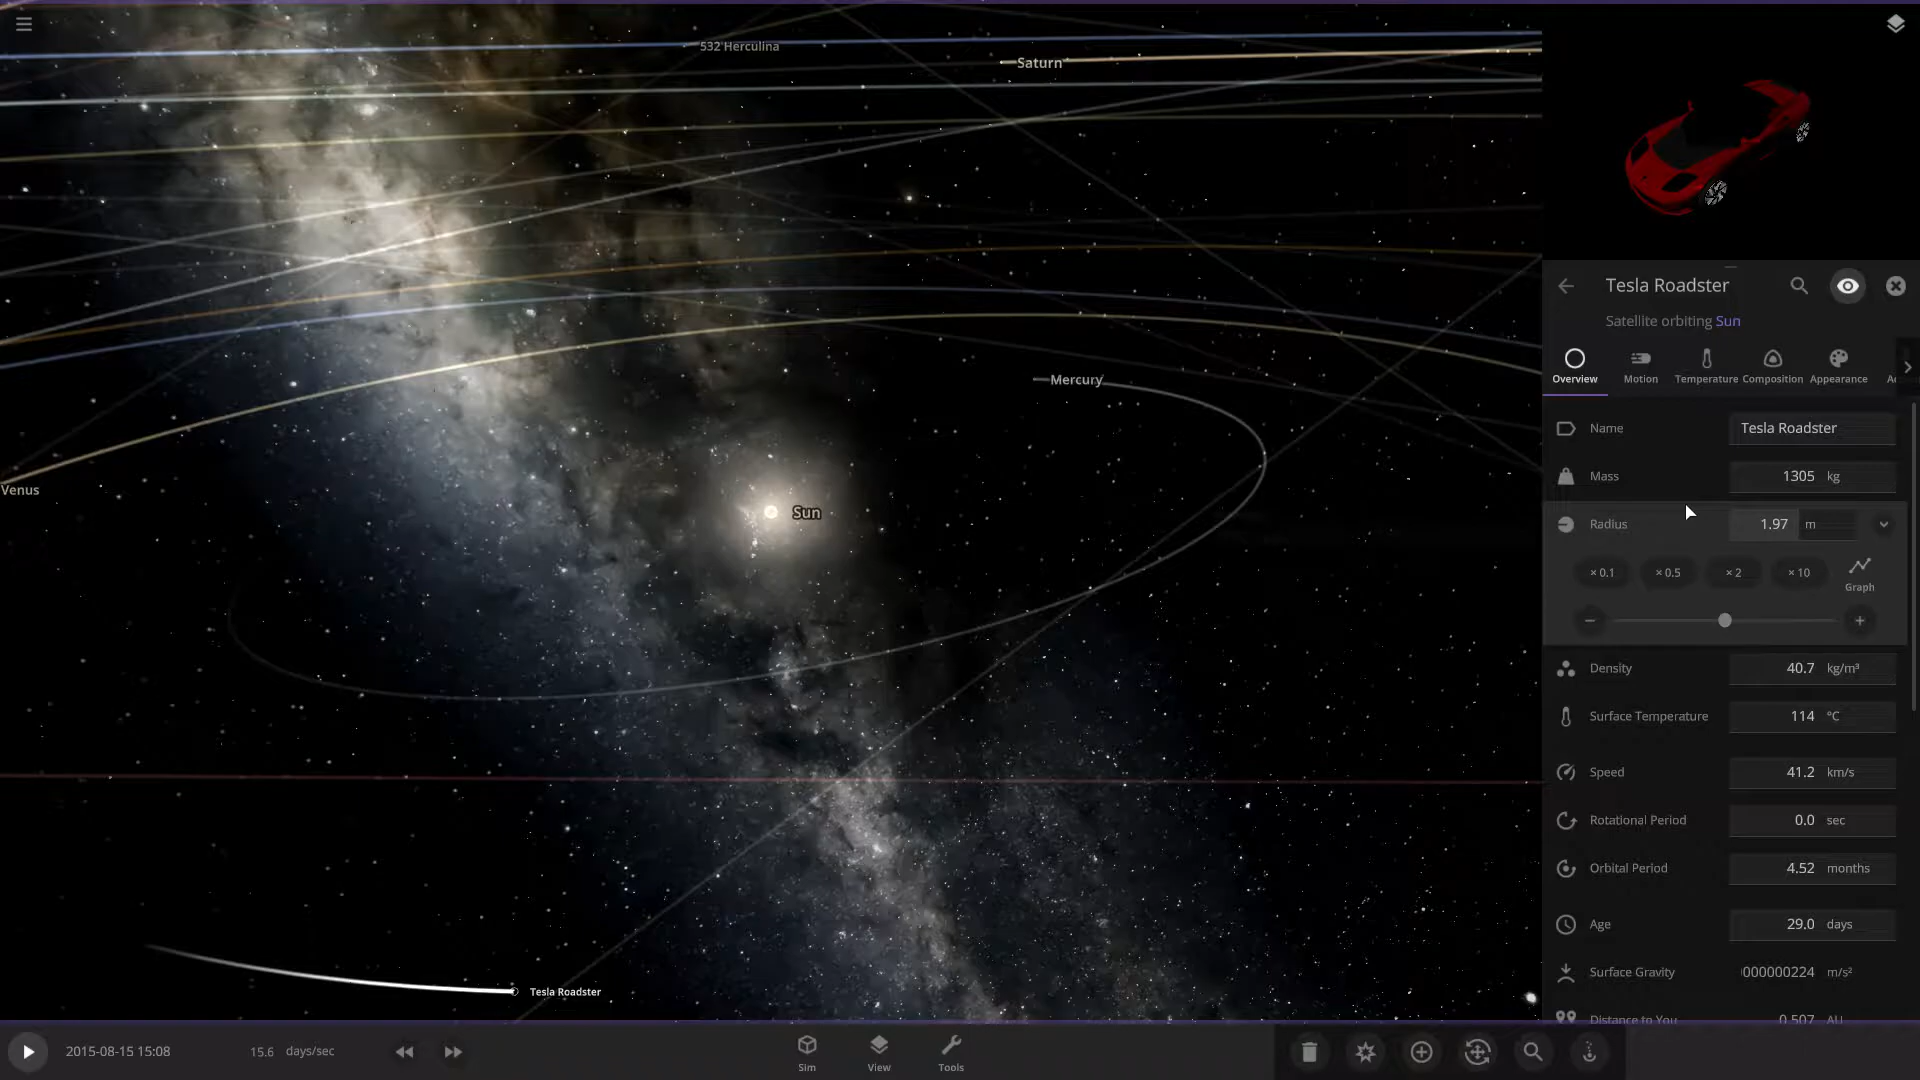 532 Herculina
Saturn
Mercury
Venus
Sun
Tesla Roadster
Tesla Roadster
Satellite orbiting Sun
Overview
Motion
Temperature
Composition
Appearance
Name
Tesla Roadster
Mass
1305 kg
Radius
1.97 m
× 0.1
× 0.5
× 2
× 10
Graph
Density
40.7 kg/m³
Surface Temperature
114 °C
Speed
41.2 km/s
Rotational Period
0.0 sec
Orbital Period
4.52 months
Age
29.0 days
Surface Gravity
000000224 m/s²
Distance to You
0.507 AU
2015-08-15 15:08
15.6 days/sec
Sim
View
Tools